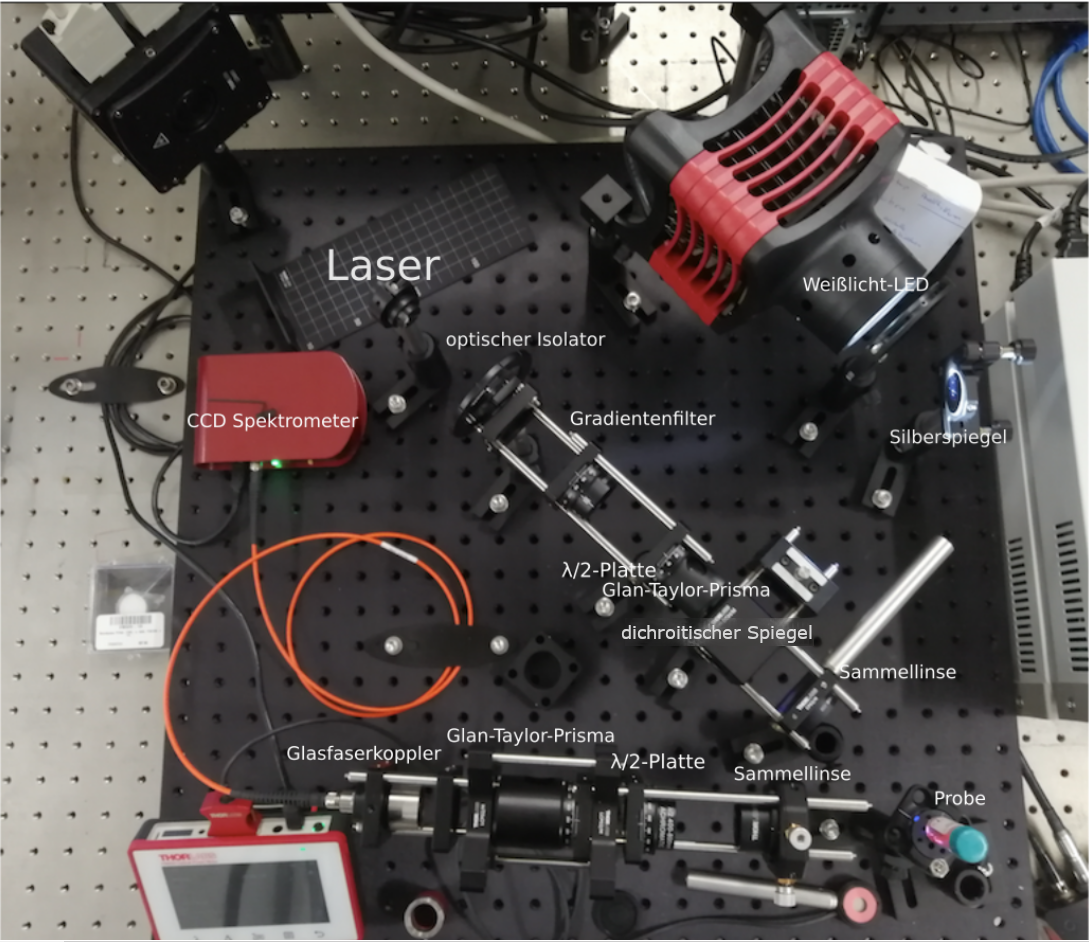 Laser
Weißlicht-LED
optischer Isolator
CCD Spektrometer
Gradientenfilter
Silberspiegel
λ/2-Platte
Glan-Taylor-Prisma
dichroitischer Spiegel
Sammellinse
Glan-Taylor-Prisma
Glasfaserkoppler
λ/2-Platte
Sammellinse
Probe
THORLABS